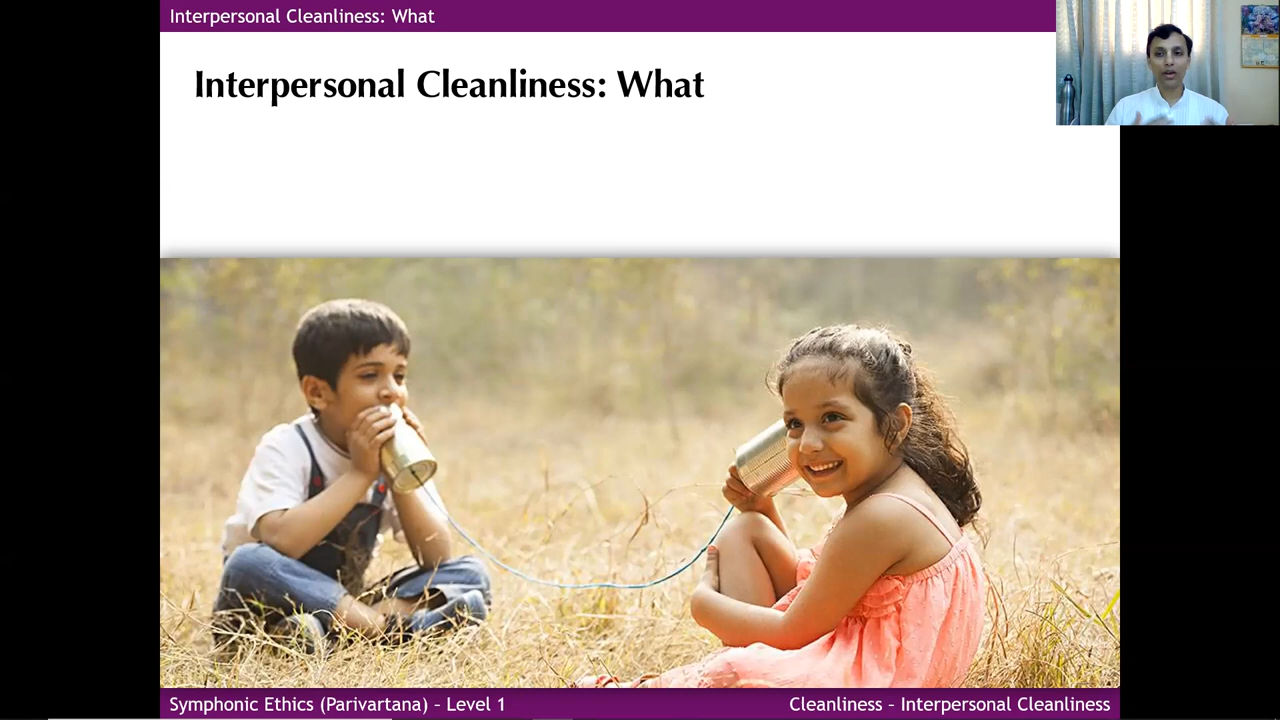 Interpersonal Cleanliness: What
Interpersonal Cleanliness: What
Symphonic Ethics (Parivartana) – Level 1
Cleanliness – Interpersonal Cleanliness